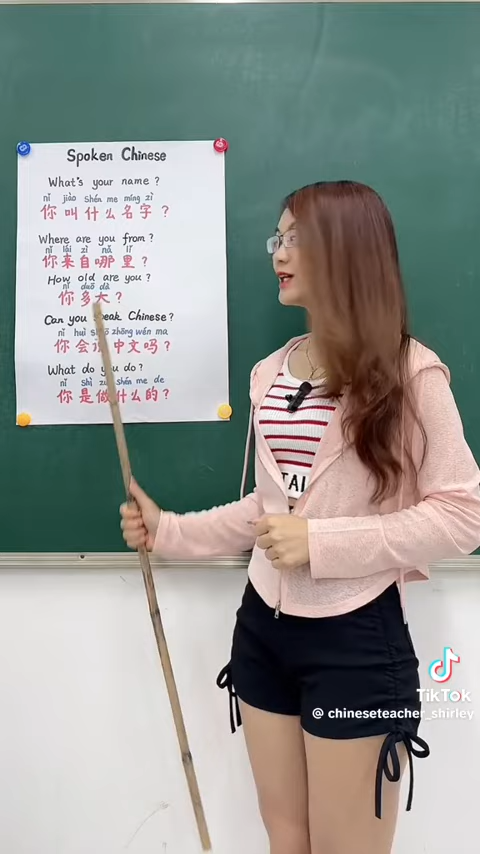 Spoken Chinese
What's your name ?
nǐ jiào shén me míng zì
你叫什么名字 ?
Where are you from ?
nǐ lái zì nǎ lǐ
你来自哪里 ?
How old are you ?
nǐ duō dà
你多大 ?
Can you speak Chinese ?
nǐ huì zhōng wén ma
你会说中文吗 ?
What do you do ?
nǐ shì zuò shén me de
你是做什么的 ?
TAI
TikTok
@ chineseteacher_shirley